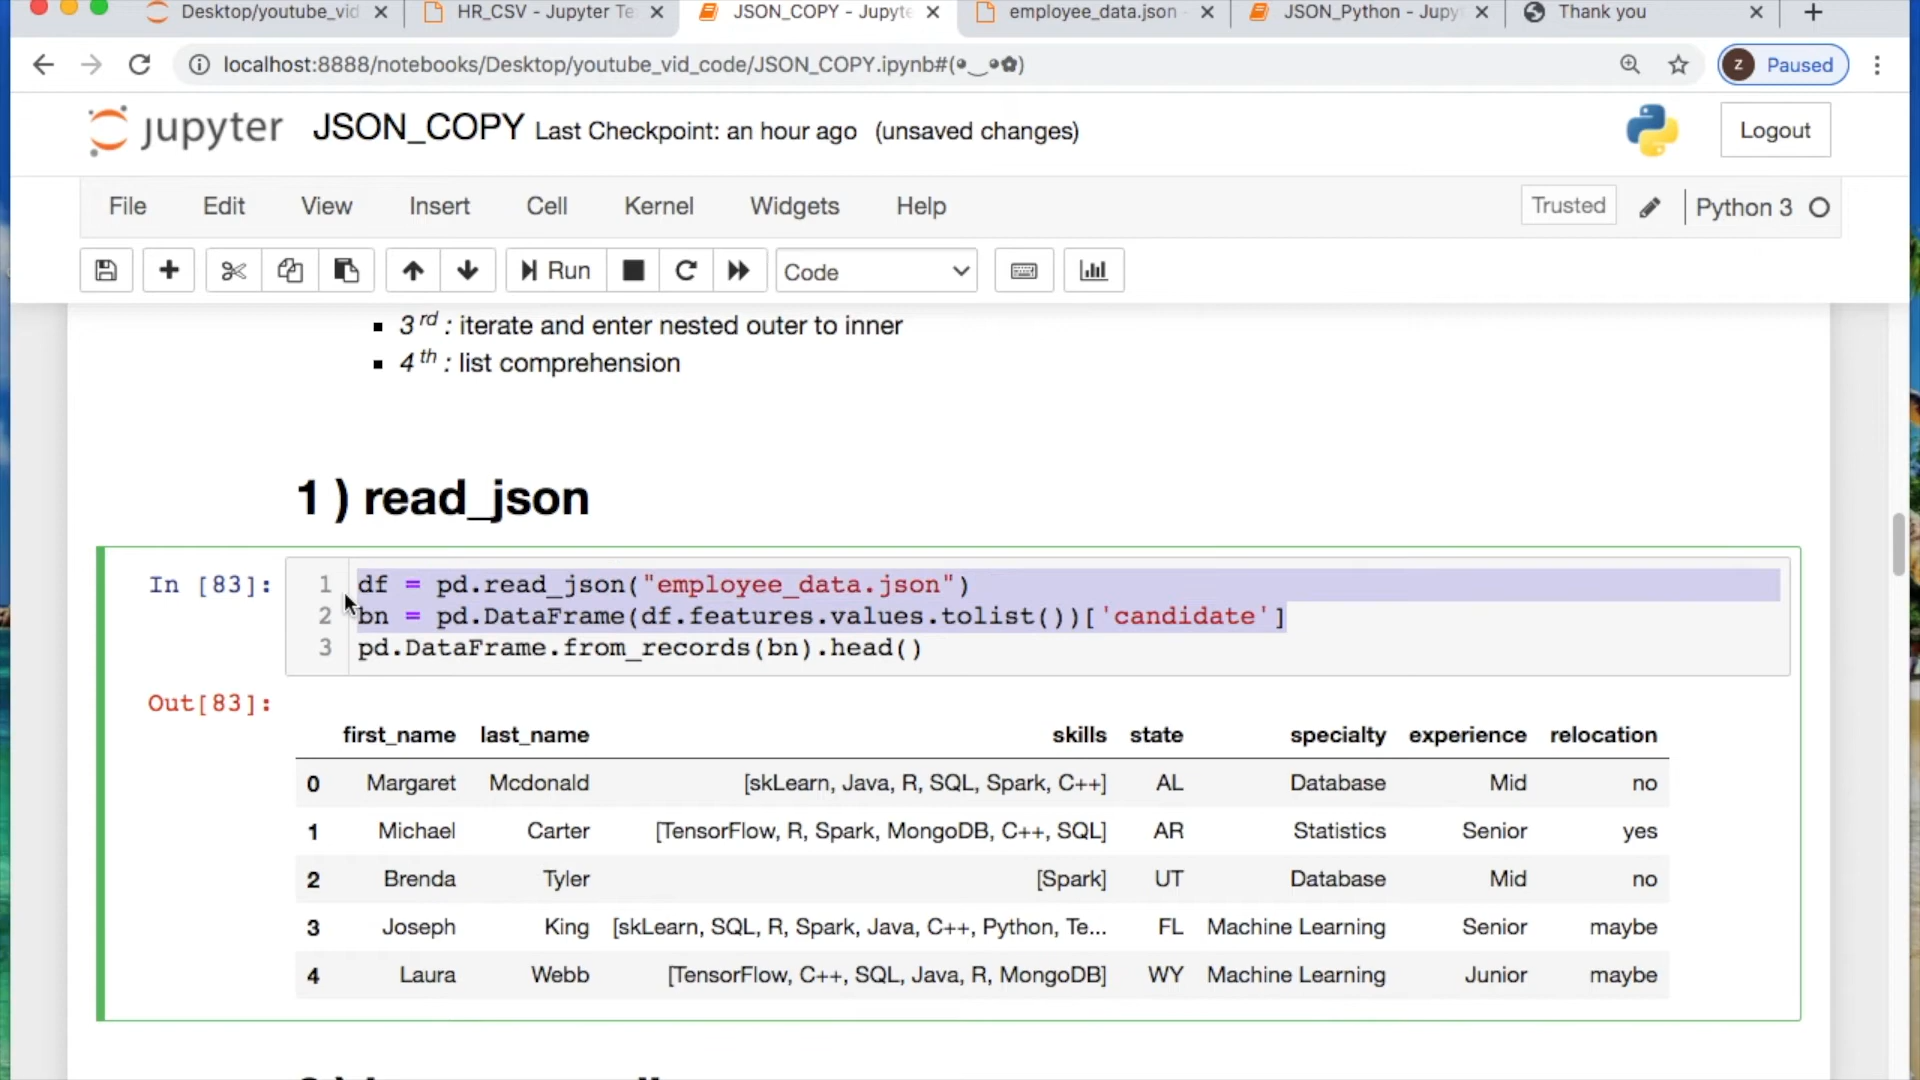 Desktop/youtube_vid
HR_CSV - Jupyter Te
JSON_COPY - Jupyte
employee_data.json -
JSON_Python - Jupy
Thank you
localhost:8888/notebooks/Desktop/youtube_vid_code/JSON_COPY.ipynb#(•‿•✿)
z Paused
jupyter JSON_COPY Last Checkpoint: an hour ago (unsaved changes)
Logout
File Edit View Insert Cell Kernel Widgets Help
Trusted
Python 3
Run
Code
3 rd : iterate and enter nested outer to inner
4 th : list comprehension
1 ) read_json
In [83]:
1 df = pd.read_json("employee_data.json")
2 bn = pd.DataFrame(df.features.values.tolist())['candidate']
3 pd.DataFrame.from_records(bn).head()
Out[83]:
first_name last_name skills state specialty experience relocation
0 Margaret Mcdonald [skLearn, Java, R, SQL, Spark, C++] AL Database Mid no
1 Michael Carter [TensorFlow, R, Spark, MongoDB, C++, SQL] AR Statistics Senior yes
2 Brenda Tyler [Spark] UT Database Mid no
3 Joseph King [skLearn, SQL, R, Spark, Java, C++, Python, Te... FL Machine Learning Senior maybe
4 Laura Webb [TensorFlow, C++, SQL, Java, R, MongoDB] WY Machine Learning Junior maybe